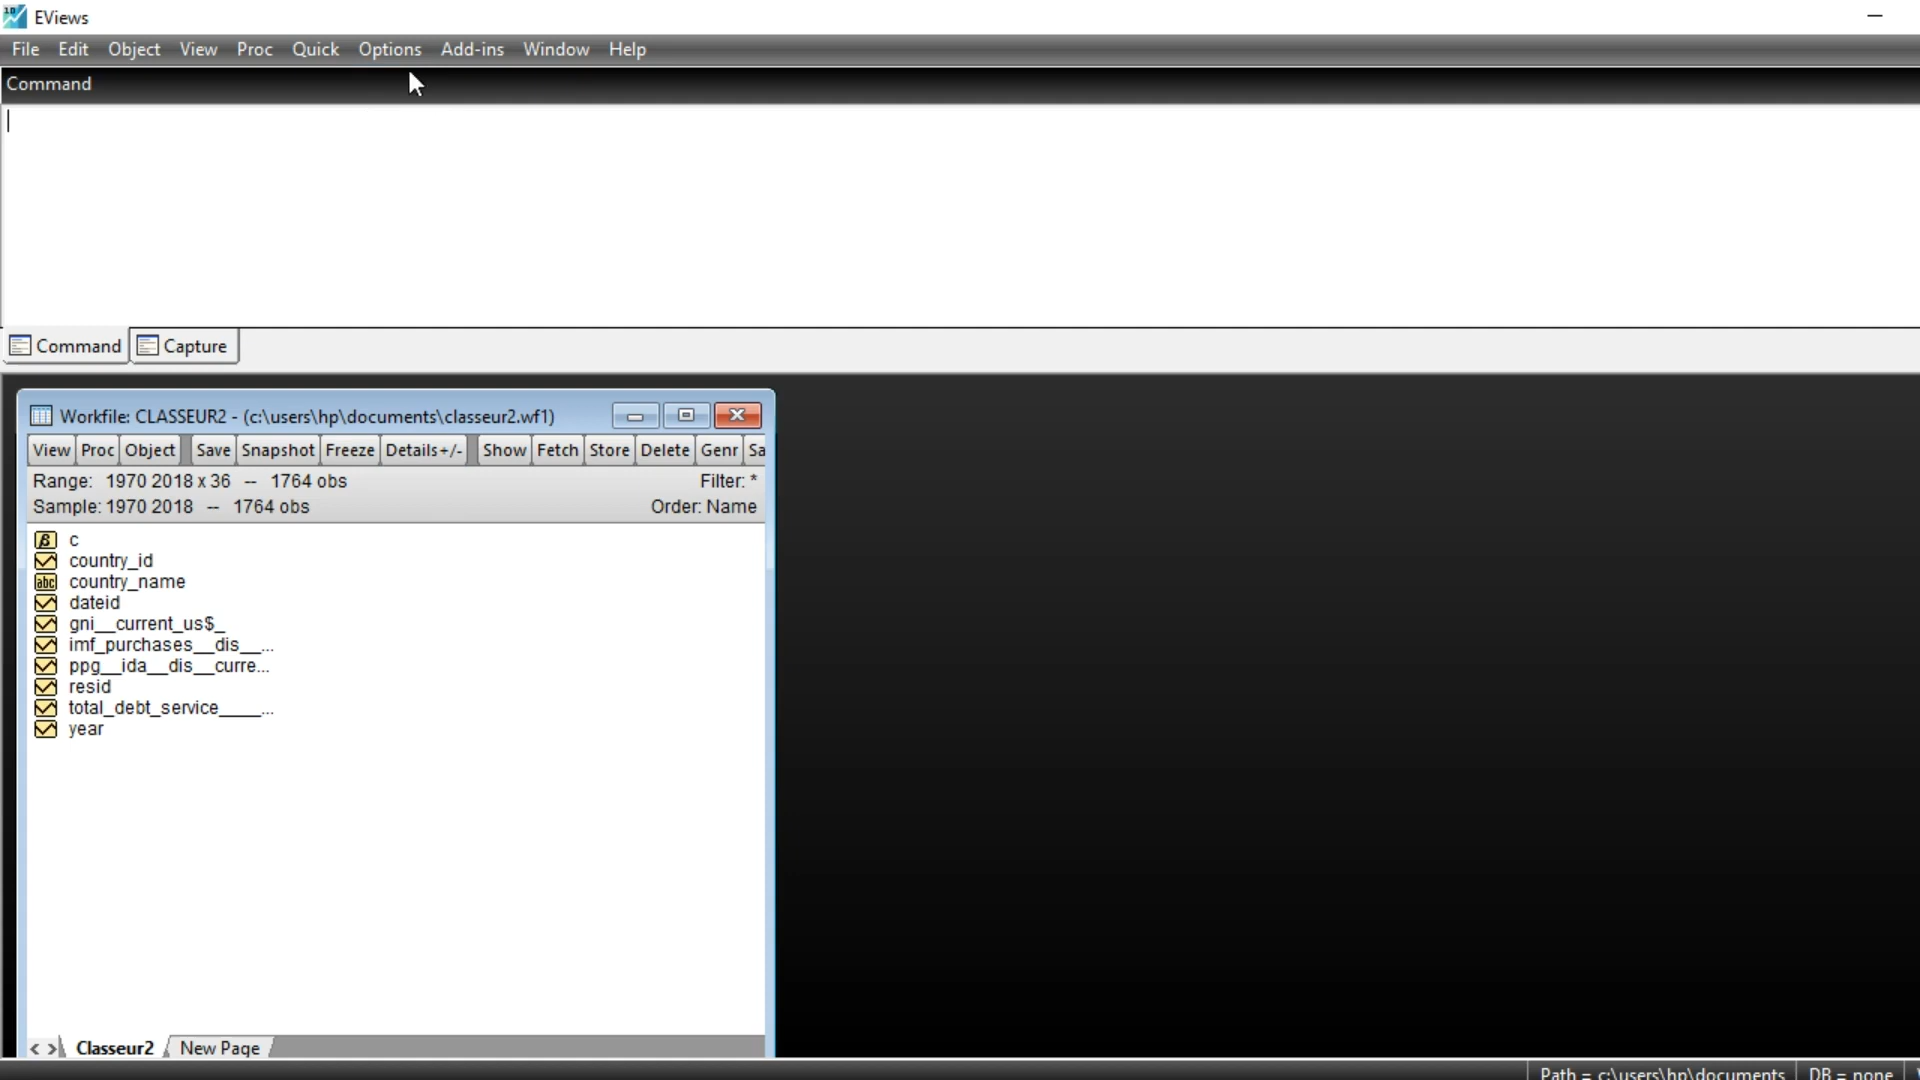 EViews
File Edit Object View Proc Quick Options Add-ins Window Help
Command
Command Capture
Workfile: CLASSEUR2 - (c:\users\hp\documents\classeur2.wf1)
View Proc Object Save Snapshot Freeze Details+/- Show Fetch Store Delete Genr Sa
Range: 1970 2018 x 36 -- 1764 obs Filter: *
Sample: 1970 2018 -- 1764 obs Order: Name
β c
country_id
abc country_name
dateid
gni__current_us$_
imf_purchases__dis__...
ppg__ida__dis__curre...
resid
total_debt_service____...
year
< > Classeur2 New Page
Path = c:\users\hp\documents DB = none